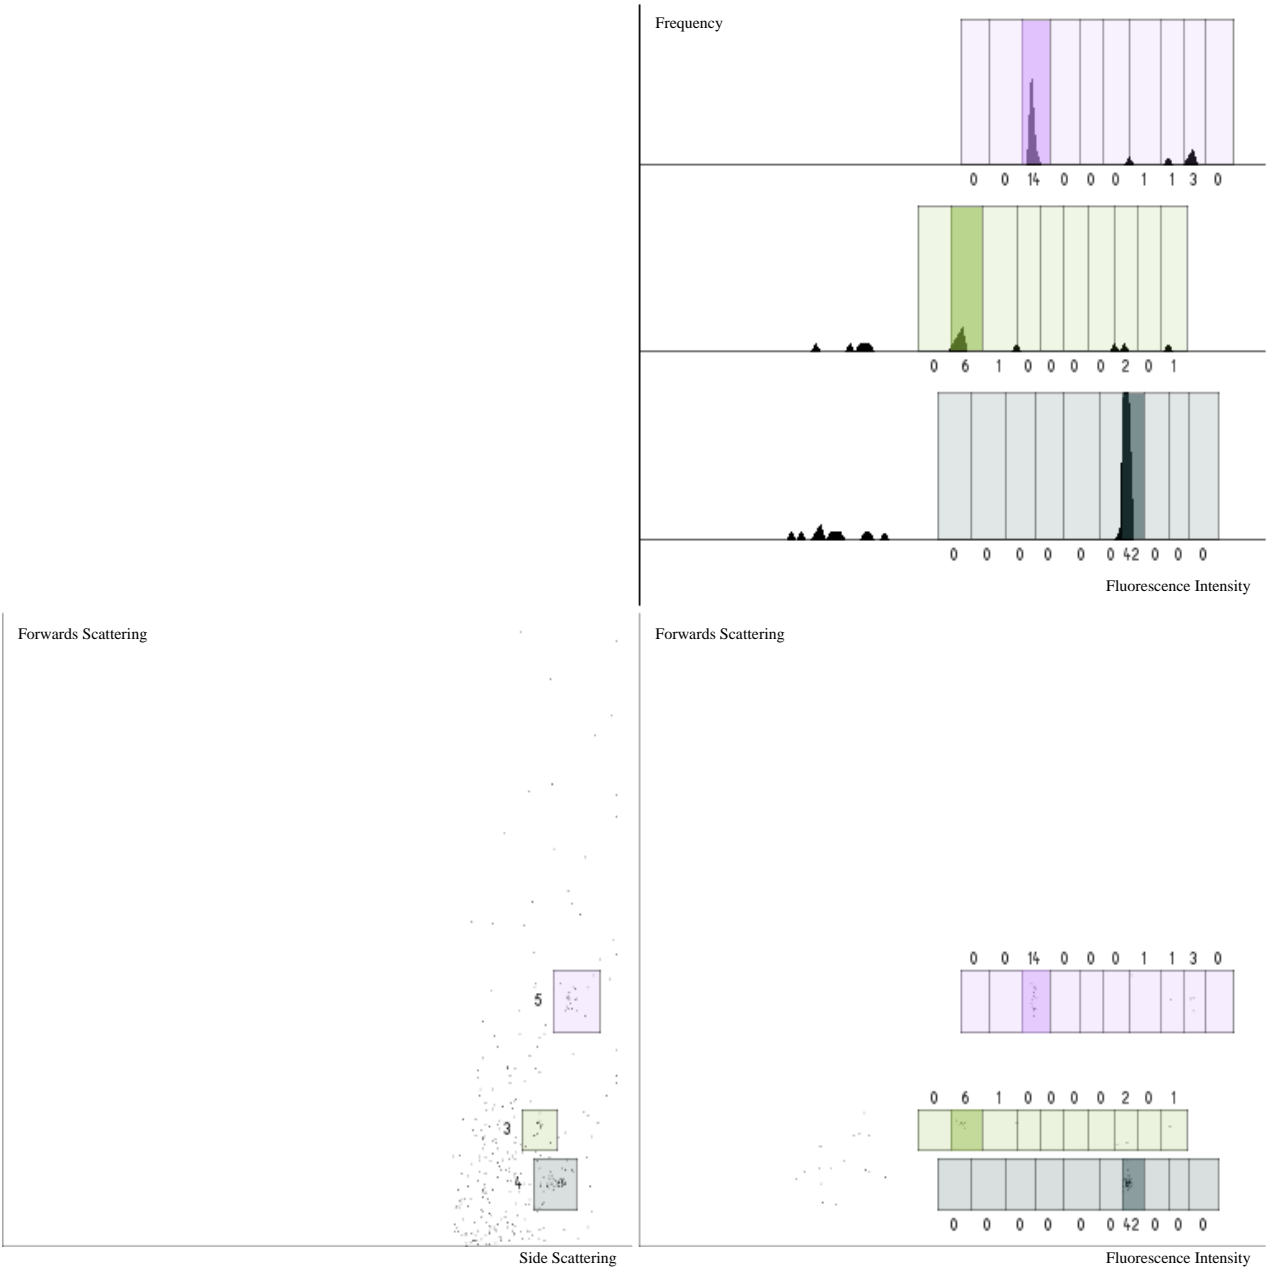 Frequency
0 0 14 0 0 0 1 1 3 0
0 6 1 0 0 0 0 2 0 1
0 0 0 0 0 0 42 0 0 0
Fluorescence Intensity
Forwards Scattering
5
3
4
Side Scattering
Forwards Scattering
0 0 14 0 0 0 1 1 3 0
0 6 1 0 0 0 0 2 0 1
0 0 0 0 0 0 42 0 0 0
Fluorescence Intensity